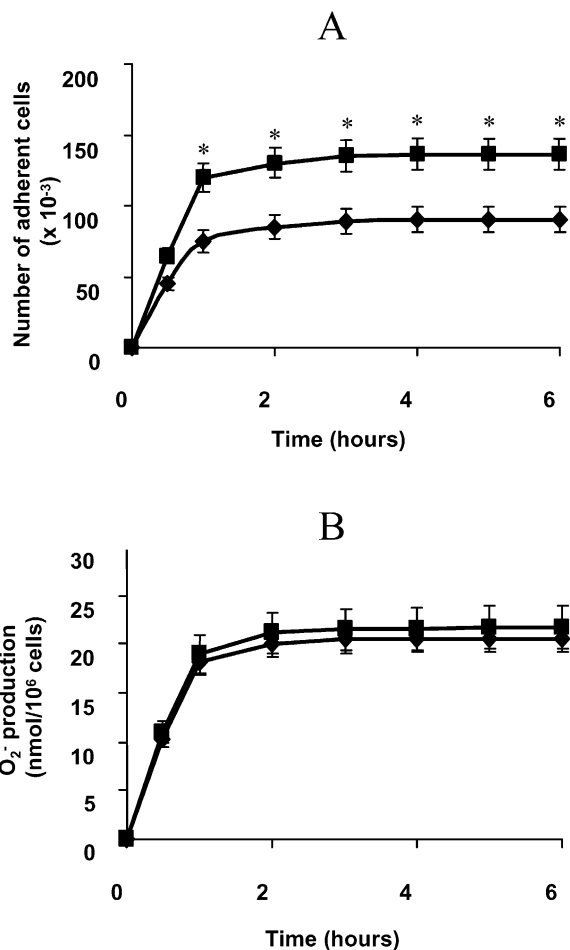 A
200
150
100
50
0
Number of adherent cells
(x 10⁻³)
* * * * * *
0 2 4 6
Time (hours)
B
30
25
20
15
10
5
0
O₂⁻ production
(nmol/10⁶ cells)
0 2 4 6
Time (hours)